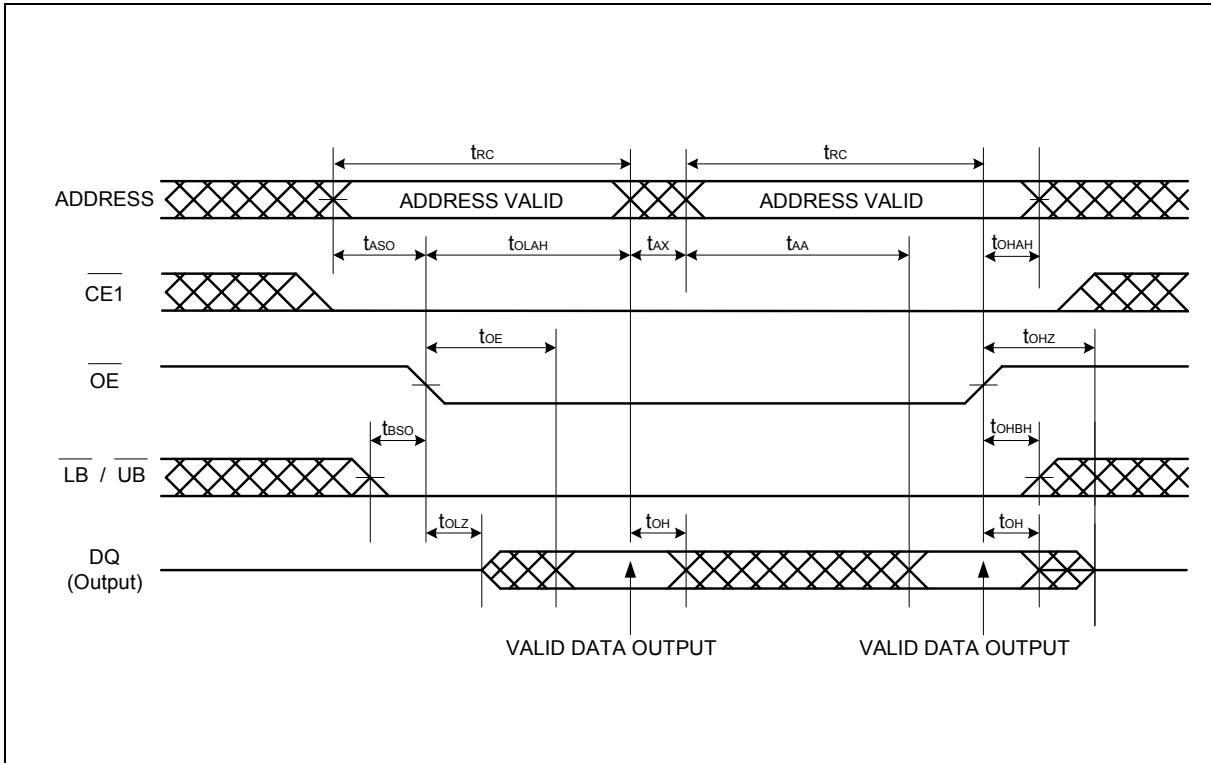 tRC tRC
ADDRESS ADDRESS VALID ADDRESS VALID
tASO tOLAH tAX tAA tOHAH
CE1
tOE tOHZ
OE
tBSO tOHBH
LB / UB
tOLZ tOH tOH
DQ
(Output)
VALID DATA OUTPUT VALID DATA OUTPUT